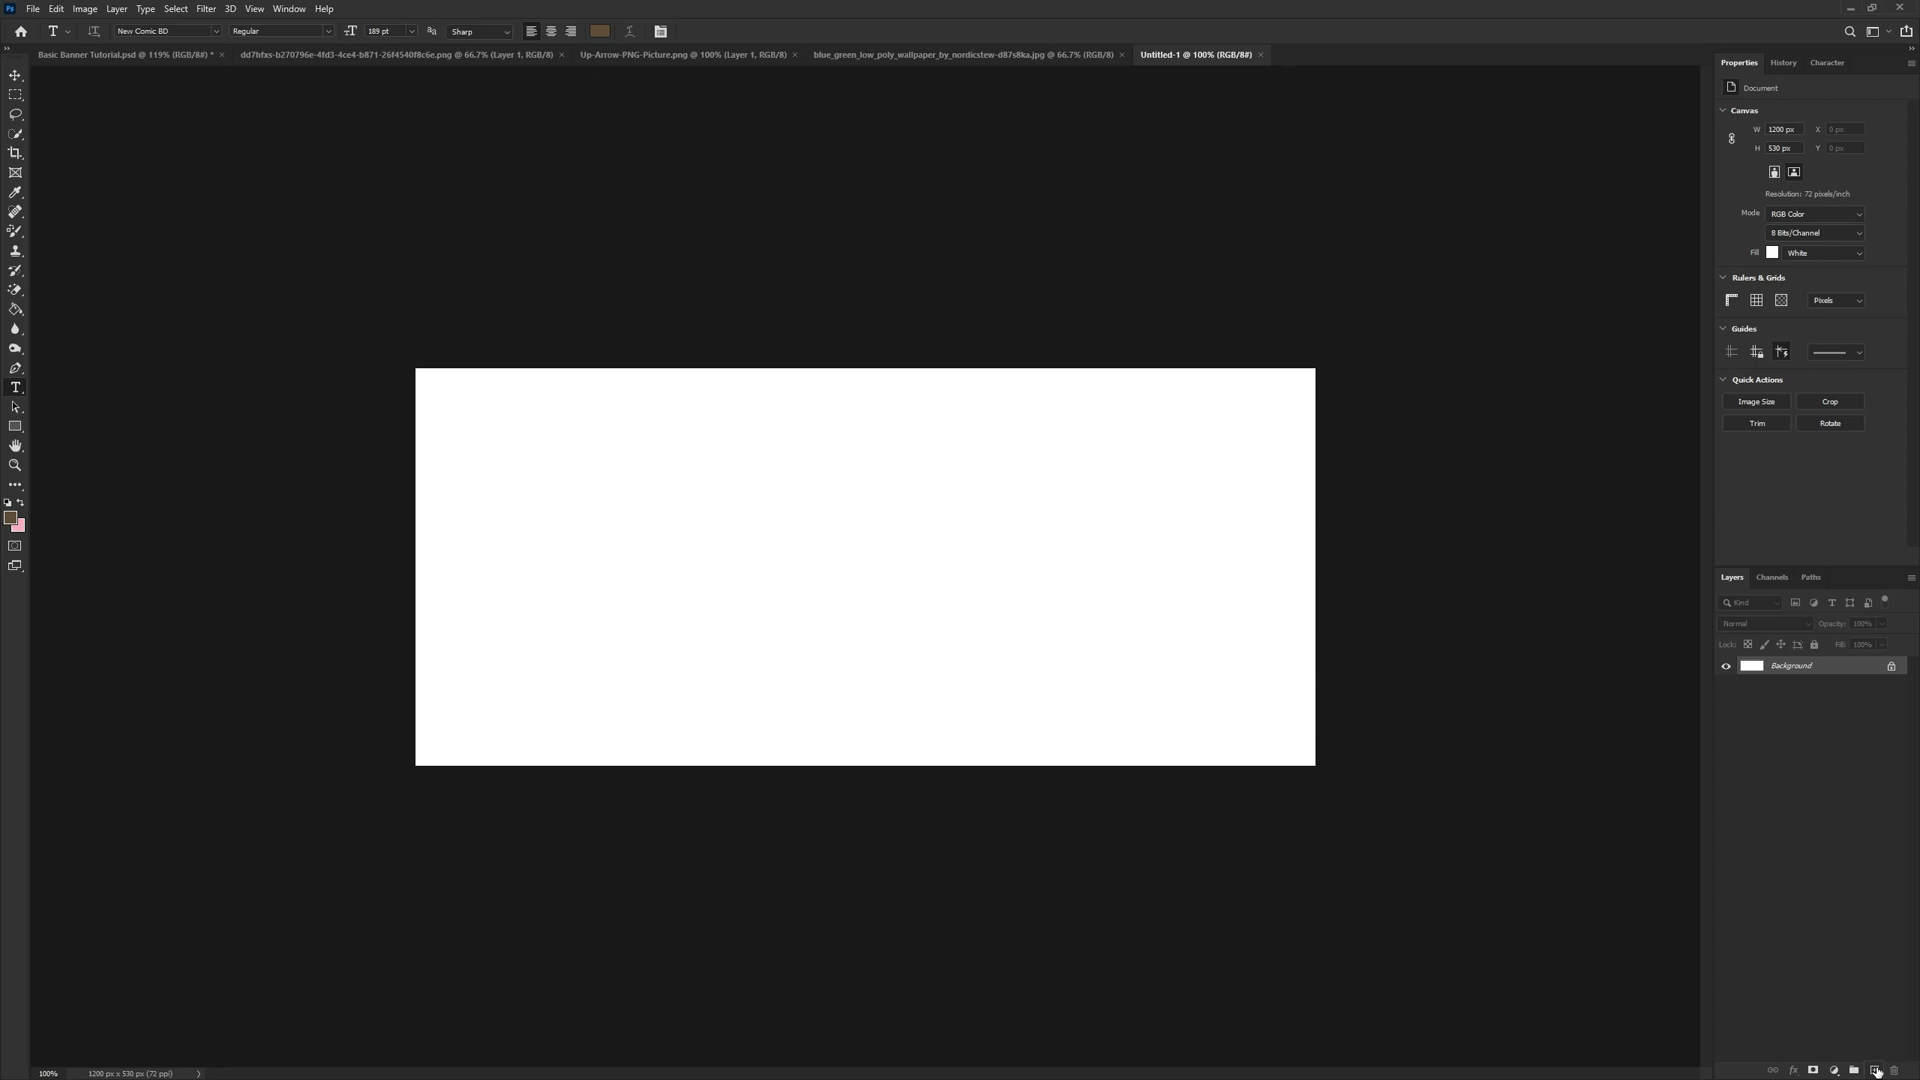 Ps File Edit Image Layer Type Select Filter 3D View Window Help
T New Comic BD Regular 189 pt Sharp
Basic Banner Tutorial.psd @ 119% (RGB/8#) * × dd7hfxs-b270796e-4fd3-4ce4-b871-26f4540f8c6e.png @ 66.7% (Layer 1, RGB/8) × Up-Arrow-PNG-Picture.png @ 100% (Layer 1, RGB/8) × blue_green_low_poly_wallpaper_by_nordicstew-d87s8ka.jpg @ 66.7% (RGB/8) × Untitled-1 @ 100% (RGB/8#) ×
Properties History Character
Document
Canvas
W 1200 px X 0 px
H 530 px Y 0 px
Resolution: 72 pixels/inch
Mode RGB Color
8 Bits/Channel
Fill White
Rulers & Grids
Pixels
Guides
Quick Actions
Image Size Crop
Trim Rotate
Layers Channels Paths
Kind
Normal Opacity: 100%
Lock: Fill: 100%
Background
fx
100% 1200 px x 530 px (72 ppi)